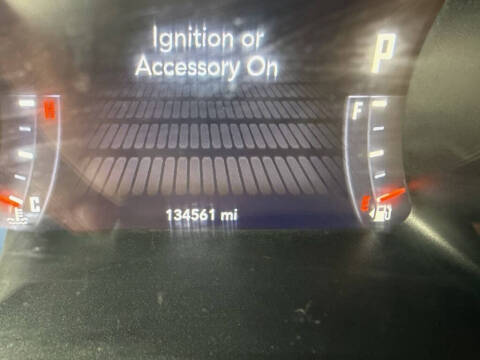 Ignition or
Accessory On
P
H
F
C
E
134561 mi